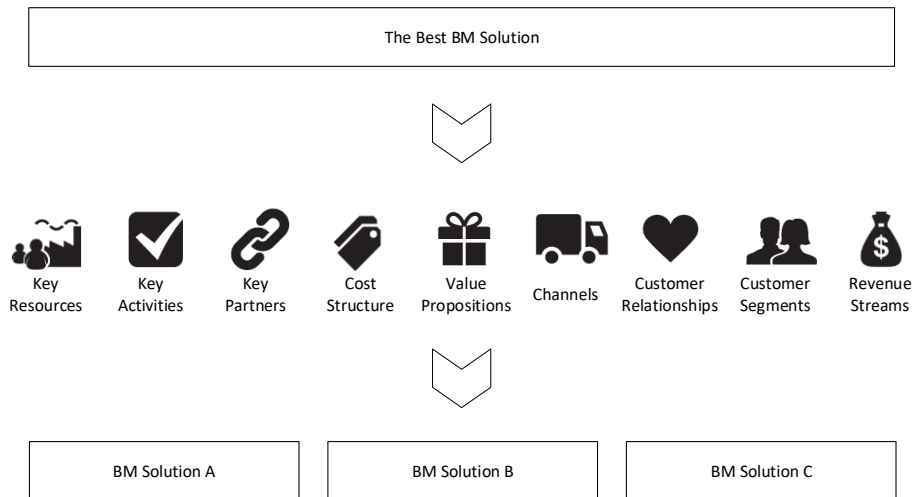 The Best BM Solution
Key
Resources
Key
Activities
Key
Partners
Cost
Structure
Value
Propositions
Channels
Customer
Relationships
Customer
Segments
$
Revenue
Streams
BM Solution A
BM Solution B
BM Solution C